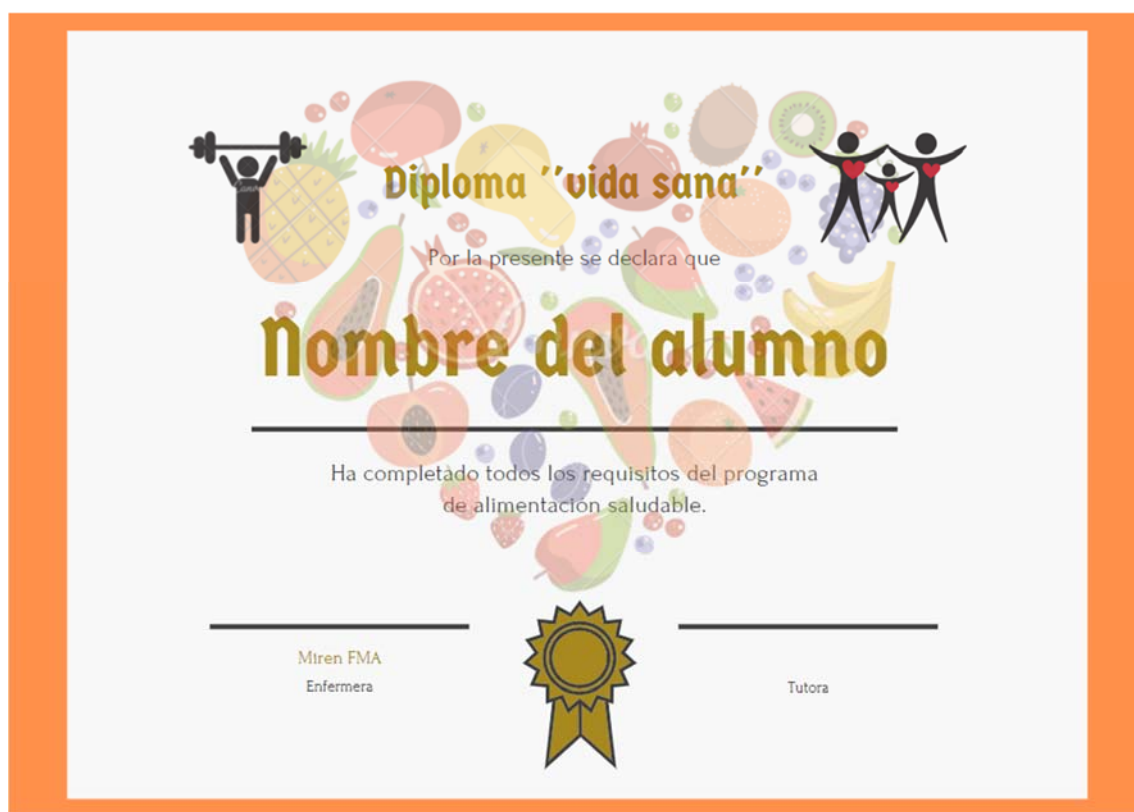 Diploma ''vida sana''
Por la presente se declara que
Nombre del alumno
Ha completado todos los requisitos del programa
de alimentación saludable.
Miren FMA
Enfermera
Tutora